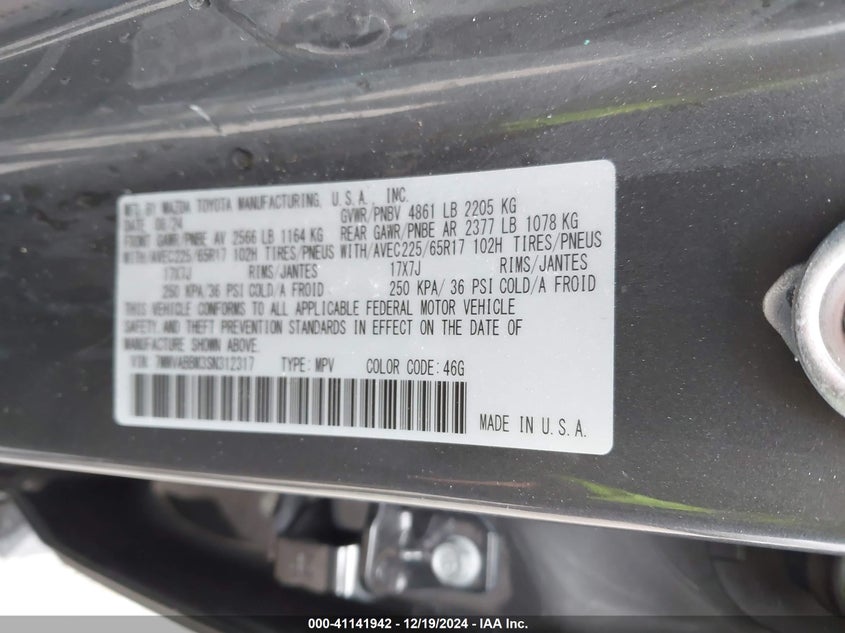 MFD BY MAZDA TOYOTA MANUFACTURING, U.S.A., INC.
DATE 08/24 GVWR/PNBV 4861 LB 2205 KG
FRONT GAWR/PNBE AV 2566 LB 1164 KG REAR GAWR/PNBE AR 2377 LB 1078 KG
WITH/AVEC225/65R17 102H TIRES/PNEUS WITH/AVEC225/65R17 102H TIRES/PNEUS
17X7J RIMS/JANTES 17X7J RIMS/JANTES
250 KPA/36 PSI COLD/A FROID 250 KPA/ 36 PSI COLD/A FROID
THIS VEHICLE CONFORMS TO ALL APPLICABLE FEDERAL MOTOR VEHICLE
SAFETY, AND THEFT PREVENTION STANDARDS IN EFFECT ON THE DATE OF
MANUFACTURE SHOWN ABOVE.
VIN: 7MMVABBM3SN312317 TYPE: MPV COLOR CODE: 46G
MADE IN U.S.A.
000-41141942 - 12/19/2024 - IAA Inc.